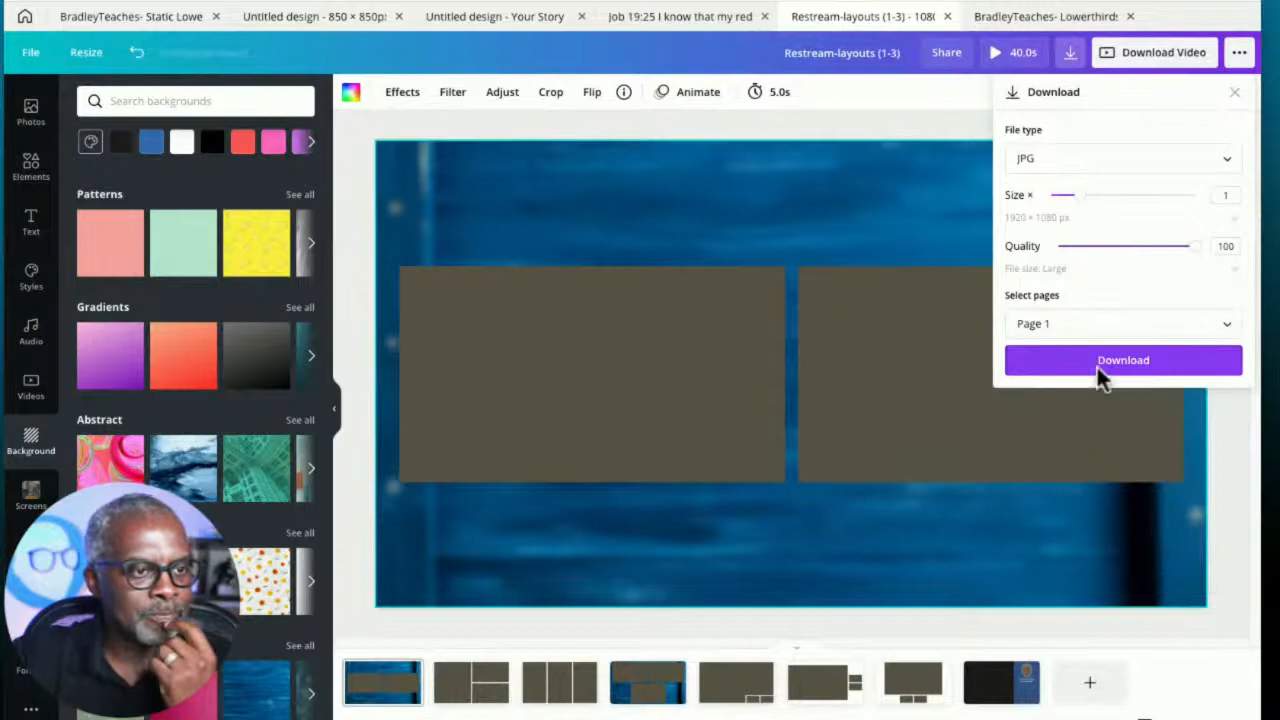 BradleyTeaches- Static Lowe
Untitled design - 850 × 850p
Untitled design - Your Story
Job 19:25 I know that my red
Restream-layouts (1-3) - 108
BradleyTeaches- Lowerthird
File
Resize
Restream-layouts (1-3)
Share
40.0s
Download Video
Search backgrounds
Effects
Filter
Adjust
Crop
Flip
Animate
5.0s
Download
File type
JPG
Size ×
1
1920 × 1080 px
Quality
100
File size: Large
Select pages
Page 1
Download
Photos
Elements
Text
Styles
Audio
Videos
Background
Screens
Patterns
See all
Gradients
See all
Abstract
See all
See all
See all